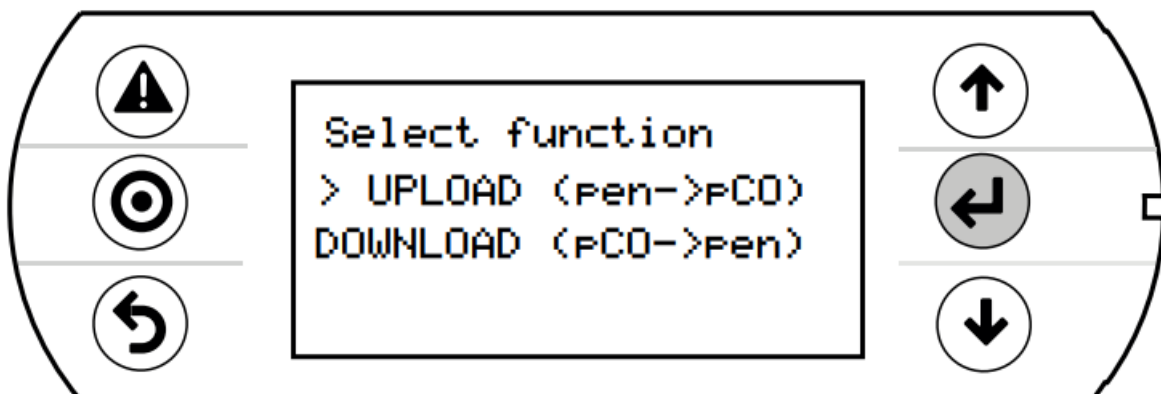 Select function
> UPLOAD (pen->pCO)
DOWNLOAD (pCO->pen)